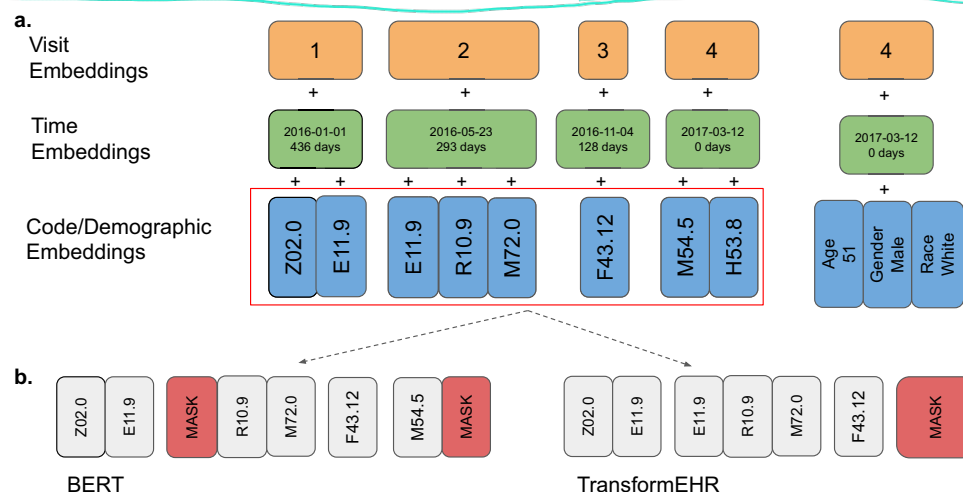 a.
Visit
Embeddings
1
2
3
4
4
+
+
+
+
+
Time
Embeddings
2016-01-01
436 days
2016-05-23
293 days
2016-11-04
128 days
2017-03-12
0 days
2017-03-12
0 days
+
+
+
+
+
+
+
+
+
Code/Demographic
Embeddings
Z02.0
E11.9
E11.9
R10.9
M72.0
F43.12
M54.5
H53.8
Age
51
Gender
Male
Race
White
b.
Z02.0
E11.9
MASK
R10.9
M72.0
F43.12
M54.5
MASK
Z02.0
E11.9
E11.9
R10.9
M72.0
F43.12
MASK
BERT
TransformEHR